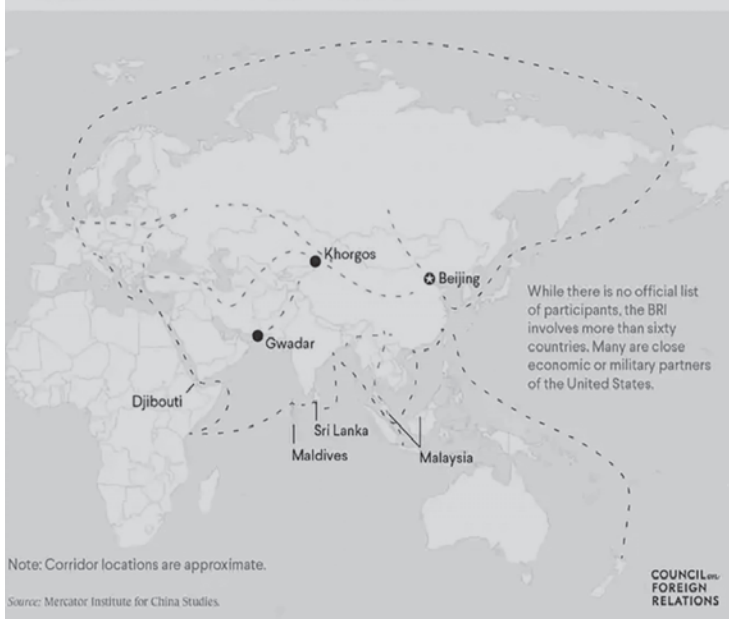 Khorgos
Beijing
While there is no official list
of participants, the BRI
involves more than sixty
countries. Many are close
economic or military partners
of the United States.
Gwadar
Djibouti
Sri Lanka
Maldives
Malaysia
Note: Corridor locations are approximate.
Source: Mercator Institute for China Studies.
COUNCIL on
FOREIGN
RELATIONS